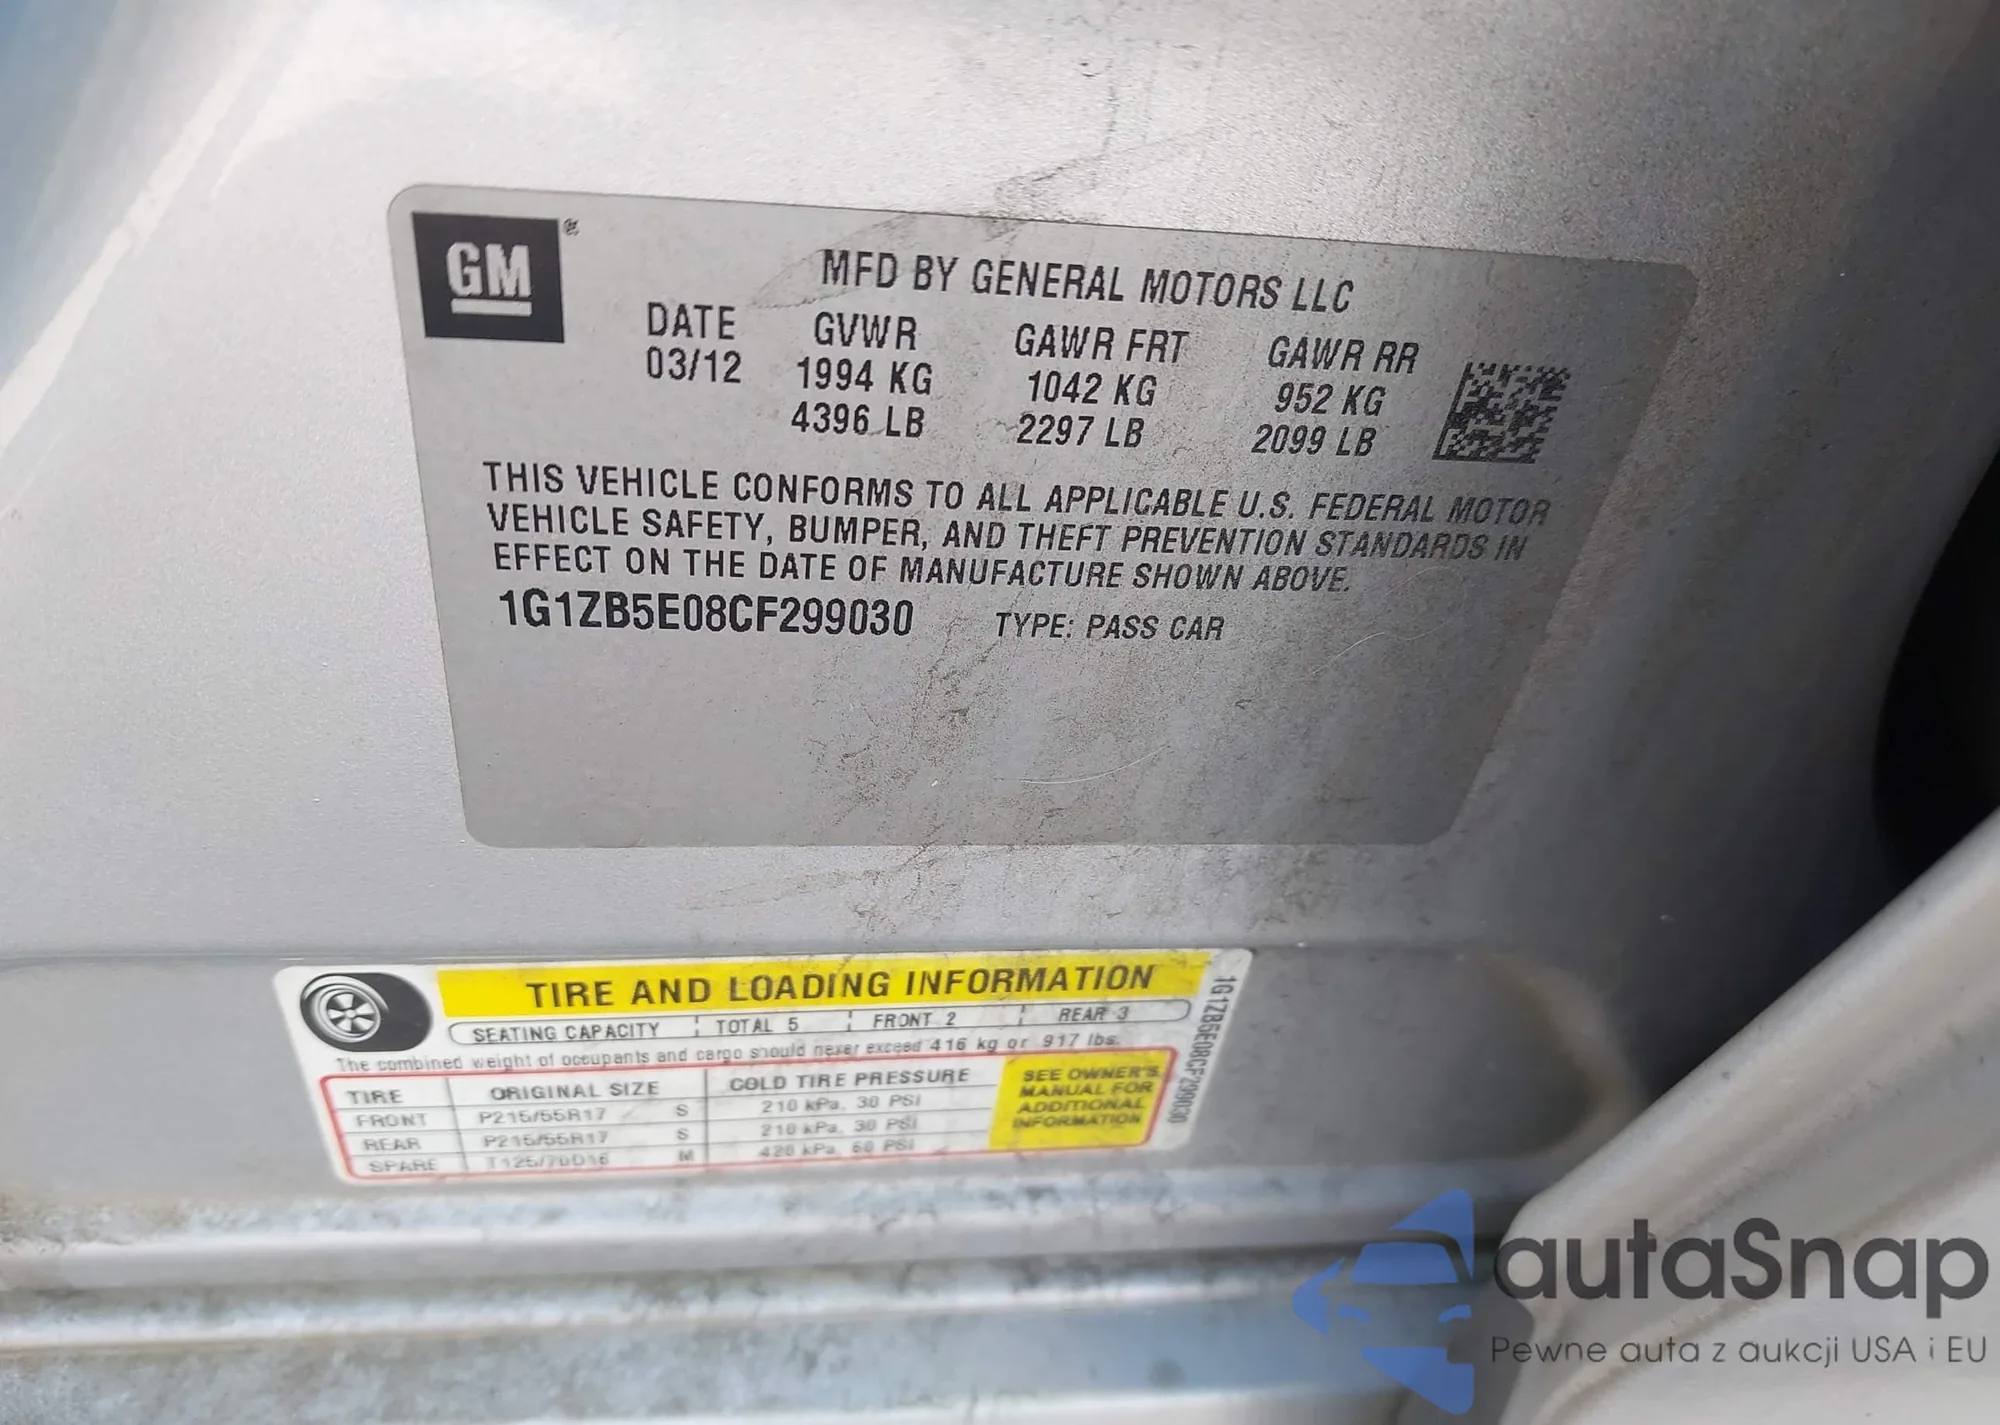 GM ®
MFD BY GENERAL MOTORS LLC
DATE GVWR GAWR FRT GAWR RR
03/12 1994 KG 1042 KG 952 KG
4396 LB 2297 LB 2099 LB
THIS VEHICLE CONFORMS TO ALL APPLICABLE U.S. FEDERAL MOTOR
VEHICLE SAFETY, BUMPER, AND THEFT PREVENTION STANDARDS IN
EFFECT ON THE DATE OF MANUFACTURE SHOWN ABOVE.
1G1ZB5E08CF299030 TYPE: PASS CAR
TIRE AND LOADING INFORMATION
SEATING CAPACITY TOTAL 5 FRONT 2 REAR 3
The combined weight of occupants and cargo should never exceed 416 kg or 917 lbs.
TIRE ORIGINAL SIZE COLD TIRE PRESSURE
FRONT P215/55R17 S 210 kPa, 30 PSI
REAR P215/55R17 S 210 kPa, 30 PSI
SPARE T125/70D16 M 420 kPa, 60 PSI
SEE OWNER'S
MANUAL FOR
ADDITIONAL
INFORMATION
1G1ZB5E08CF299030
autaSnap
Pewne auta z aukcji USA i EU